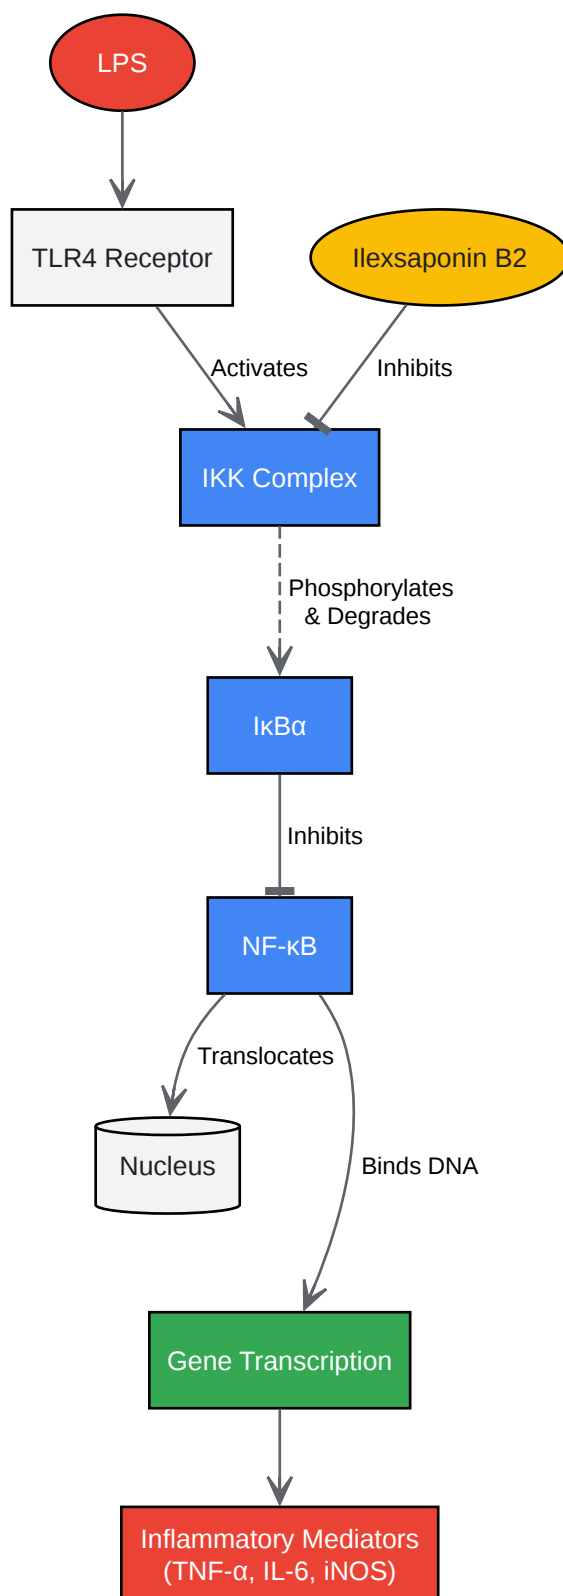 LPS
TLR4 Receptor
Ilexsaponin B2
Activates
Inhibits
IKK Complex
Phosphorylates
& Degrades
IκBα
Inhibits
NF-κB
Translocates
Nucleus
Binds DNA
Gene Transcription
Inflammatory Mediators
(TNF-α, IL-6, iNOS)